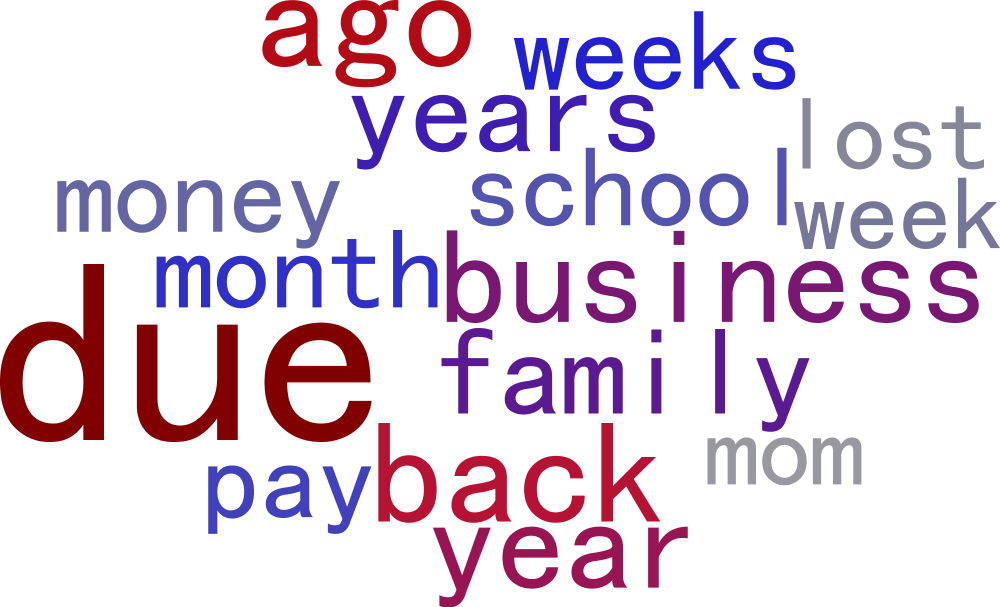 ago
weeks
years
lost
school
money
week
month
business
due
family
back
mom
pay
year